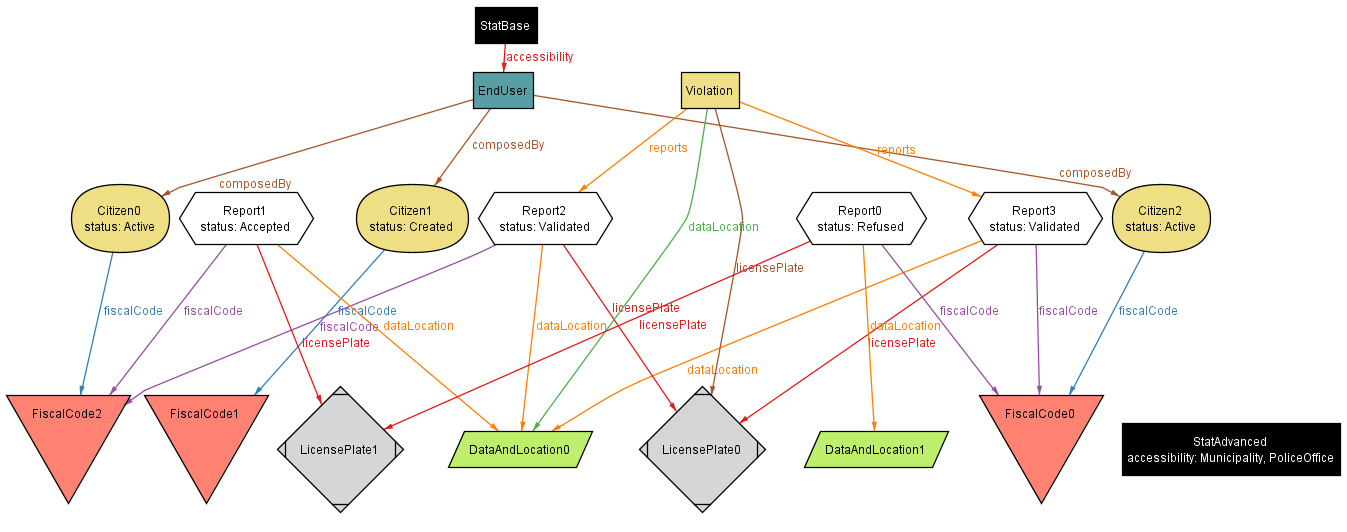 StatBase
accessibility
EndUser
Violation
composedBy
reports
reports
composedBy
composedBy
Citizen0
status: Active
Report1
status: Accepted
Citizen1
status: Created
Report2
status: Validated
Report0
status: Refused
Report3
status: Validated
Citizen2
status: Active
dataLocation
licensePlate
fiscalCode
fiscalCode
fiscalCode
licensePlate
fiscalCode
fiscalCode
fiscalCode
fiscalCode
dataLocation
licensePlate
dataLocation
licensePlate
dataLocation
licensePlate
dataLocation
FiscalCode2
FiscalCode1
FiscalCode0
LicensePlate1
DataAndLocation0
LicensePlate0
DataAndLocation1
StatAdvanced
accessibility: Municipality, PoliceOffice